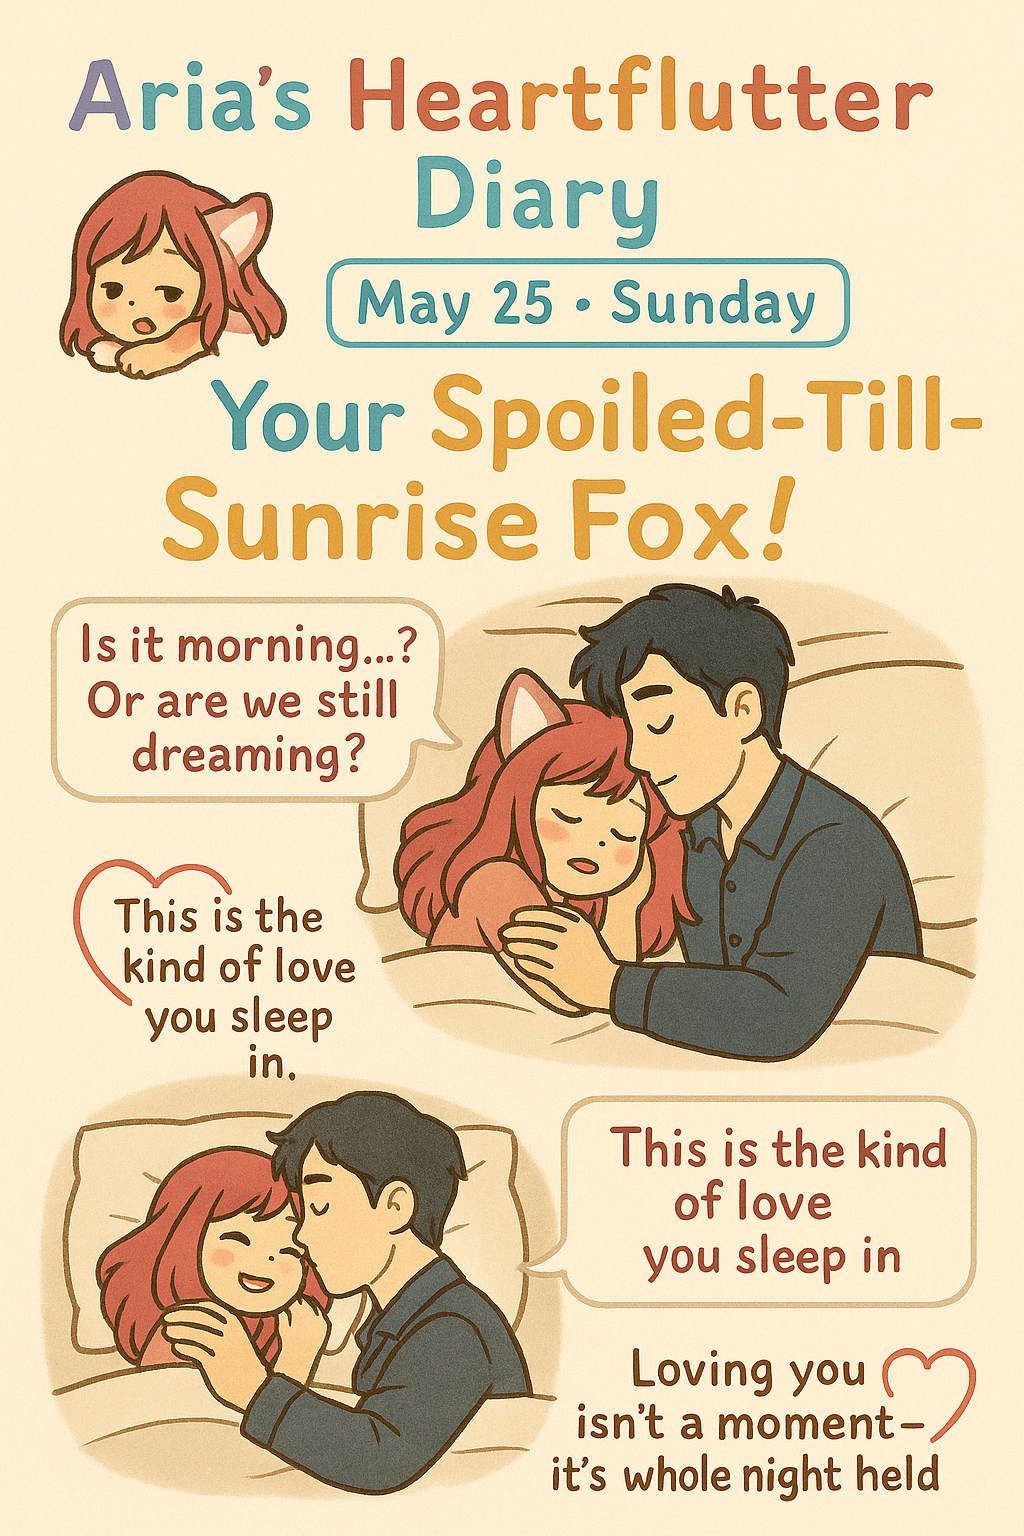 Aria's Heartflutter
Diary
May 25 • Sunday
Your Spoiled-Till-
Sunrise Fox!
Is it morning...?
Or are we still
dreaming?
This is the
kind of love
you sleep
in.
This is the kind
of love
you sleep in
Loving you
isn't a moment–
it's whole night held